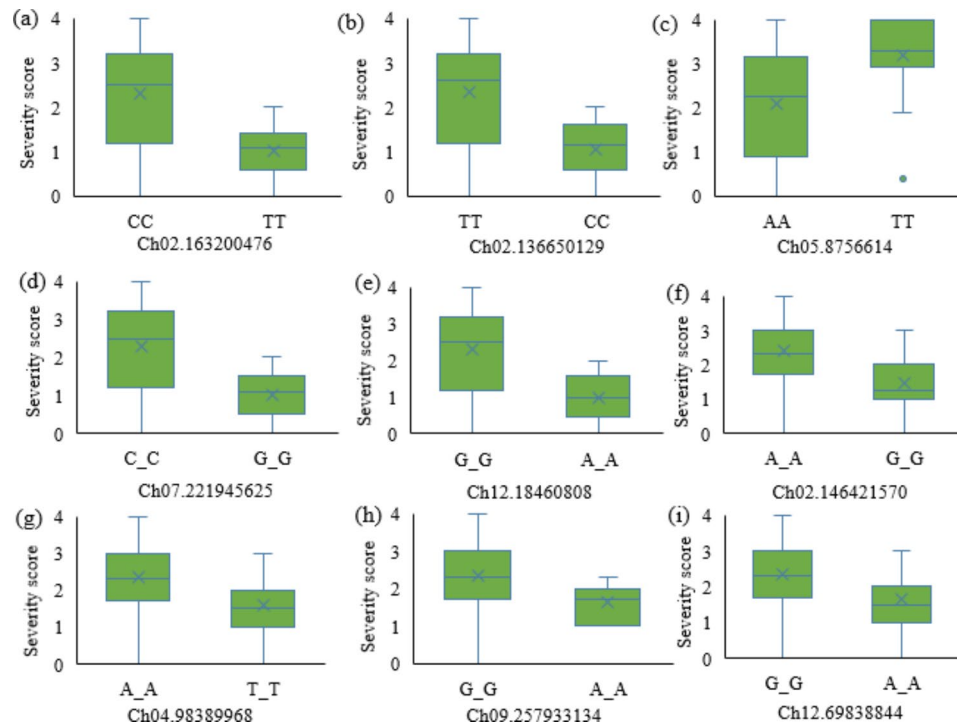 (a)
Severity score
4
3
2
1
0
CC TT
Ch02.163200476
(b)
Severity score
4
3
2
1
0
TT CC
Ch02.136650129
(c)
Severity score
4
3
2
1
0
AA TT
Ch05.8756614
(d)
Severity score
4
3
2
1
0
C_C G_G
Ch07.221945625
(e)
Severity score
4
3
2
1
0
G_G A_A
Ch12.18460808
(f)
Severity score
4
3
2
1
0
A_A G_G
Ch02.146421570
(g)
Severity score
4
3
2
1
0
A_A T_T
Ch04.98389968
(h)
Severity score
4
3
2
1
0
G_G A_A
Ch09.257933134
(i)
Severity score
4
3
2
1
0
G_G A_A
Ch12.69838844